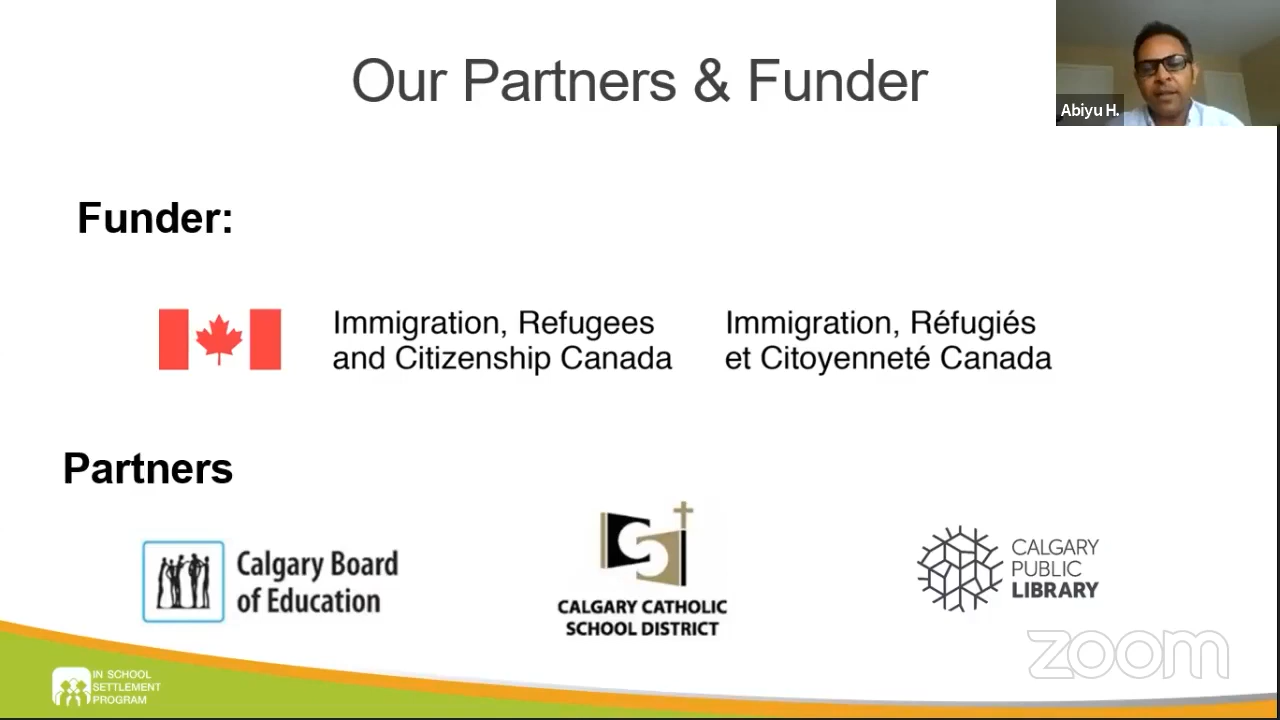 Our Partners & Funder
Abiyu H.
Funder:
Immigration, Refugees
and Citizenship Canada
Immigration, Réfugiés
et Citoyenneté Canada
Partners
Calgary Board
of Education
CALGARY CATHOLIC
SCHOOL DISTRICT
CALGARY
PUBLIC
LIBRARY
zoom
IN SCHOOL
SETTLEMENT
PROGRAM